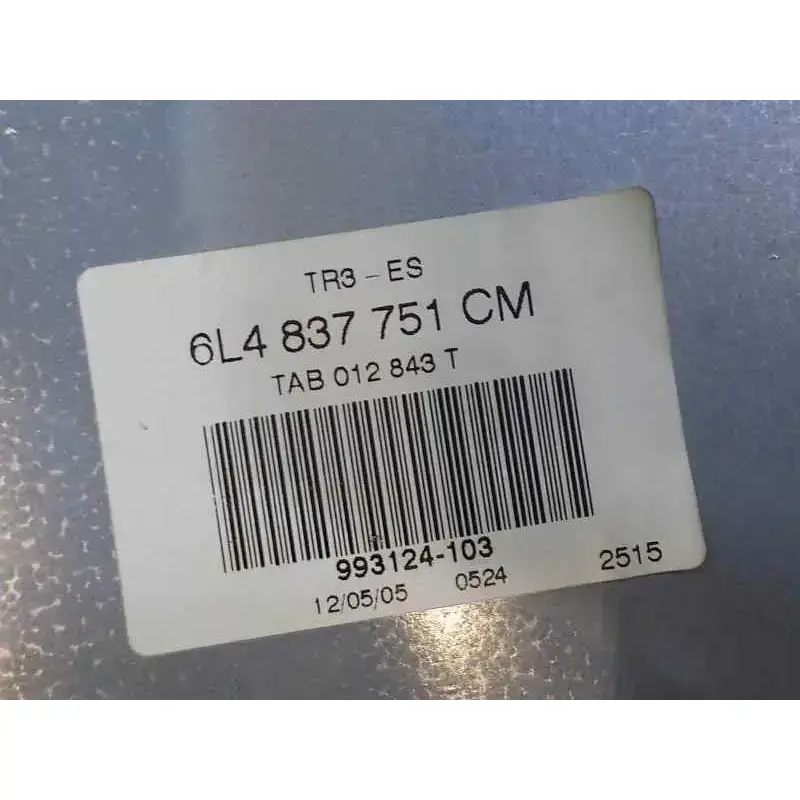 TR3 - ES
6L4 837 751 CM
TAB 012 843 T
993124-103
12/05/05 0524 2515